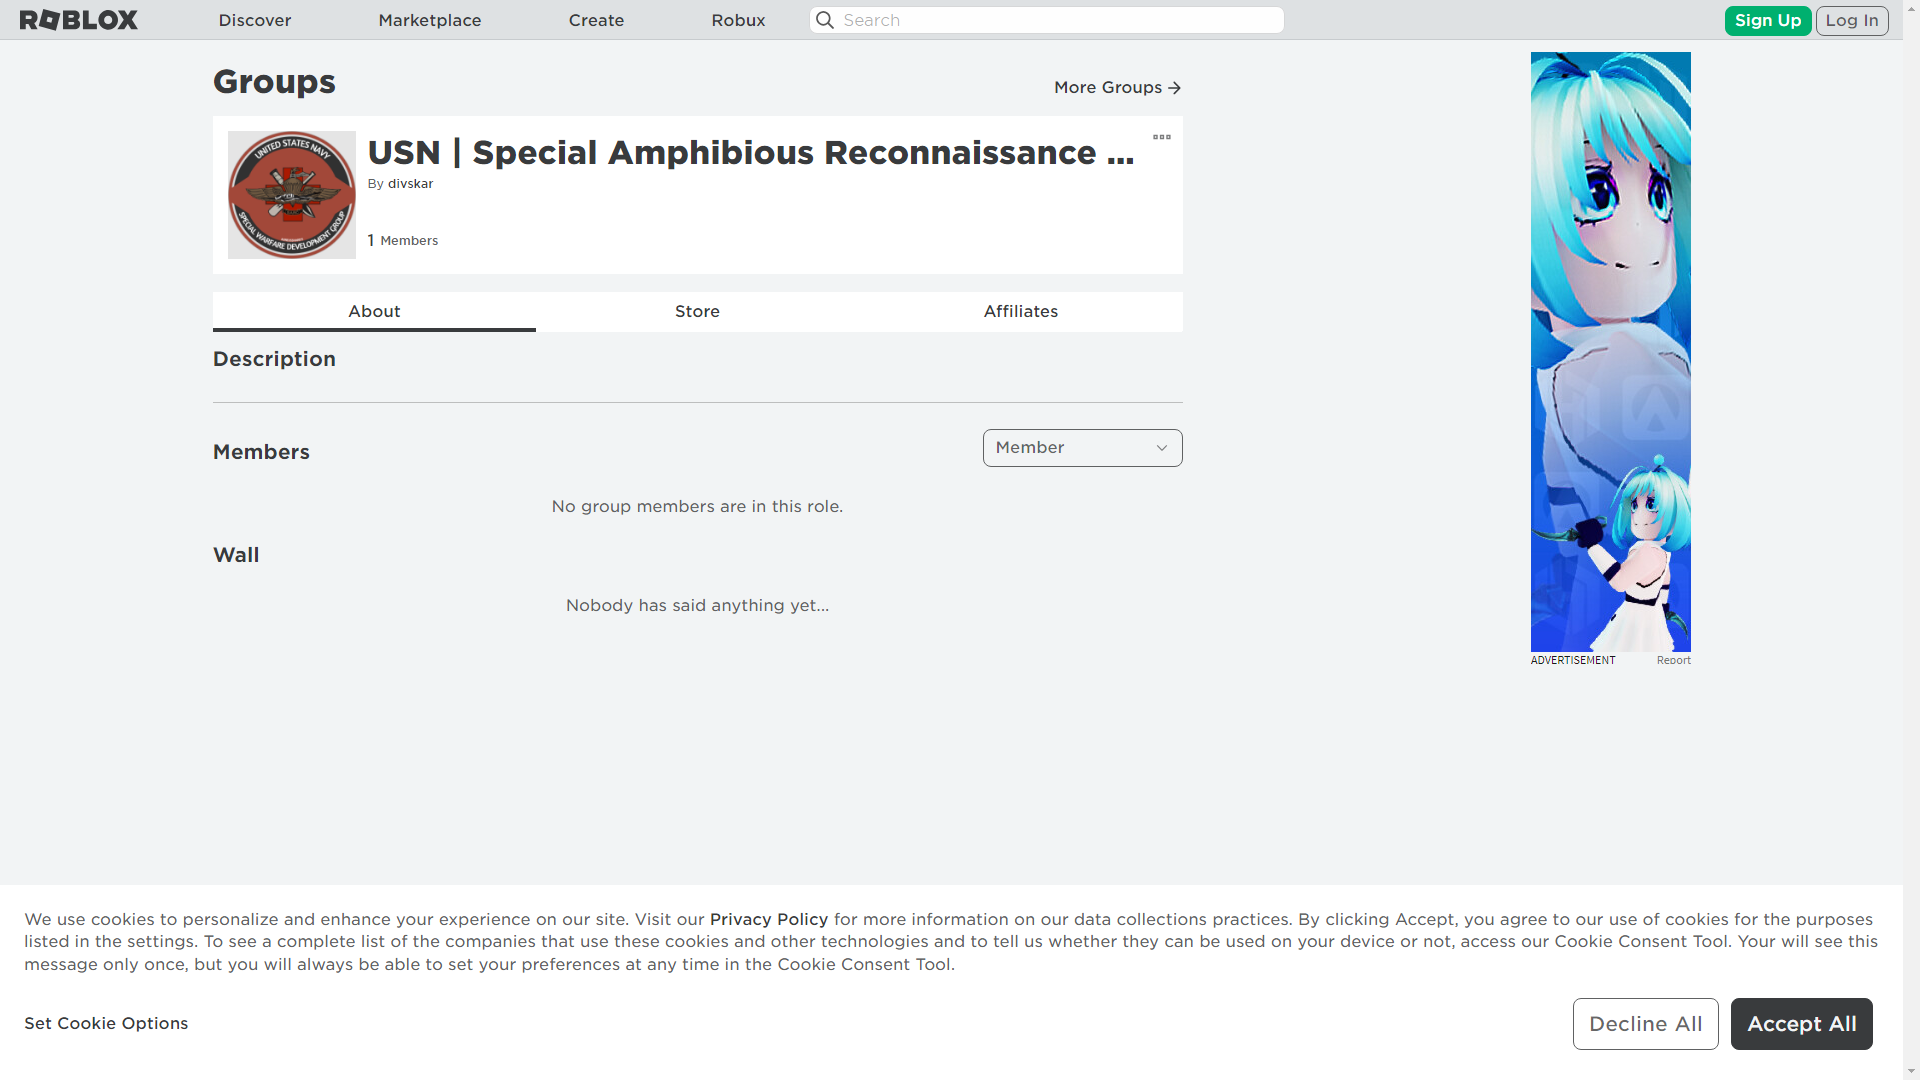 ROBLOX
Discover
Marketplace
Create
Robux
Search
Sign Up
Log In
Groups
More Groups
UNITED STATES NAVY
SPECIAL WARFARE DEVELOPMENT GROUP
USN | Special Amphibious Reconnaissance ...
By divskar
1 Members
About
Store
Affiliates
Description
Members
Member
No group members are in this role.
Wall
Nobody has said anything yet...
ADVERTISEMENT
Report
We use cookies to personalize and enhance your experience on our site. Visit our Privacy Policy for more information on our data collections practices. By clicking Accept, you agree to our use of cookies for the purposes
listed in the settings. To see a complete list of the companies that use these cookies and other technologies and to tell us whether they can be used on your device or not, access our Cookie Consent Tool. Your will see this
message only once, but you will always be able to set your preferences at any time in the Cookie Consent Tool.
Set Cookie Options
Decline All
Accept All